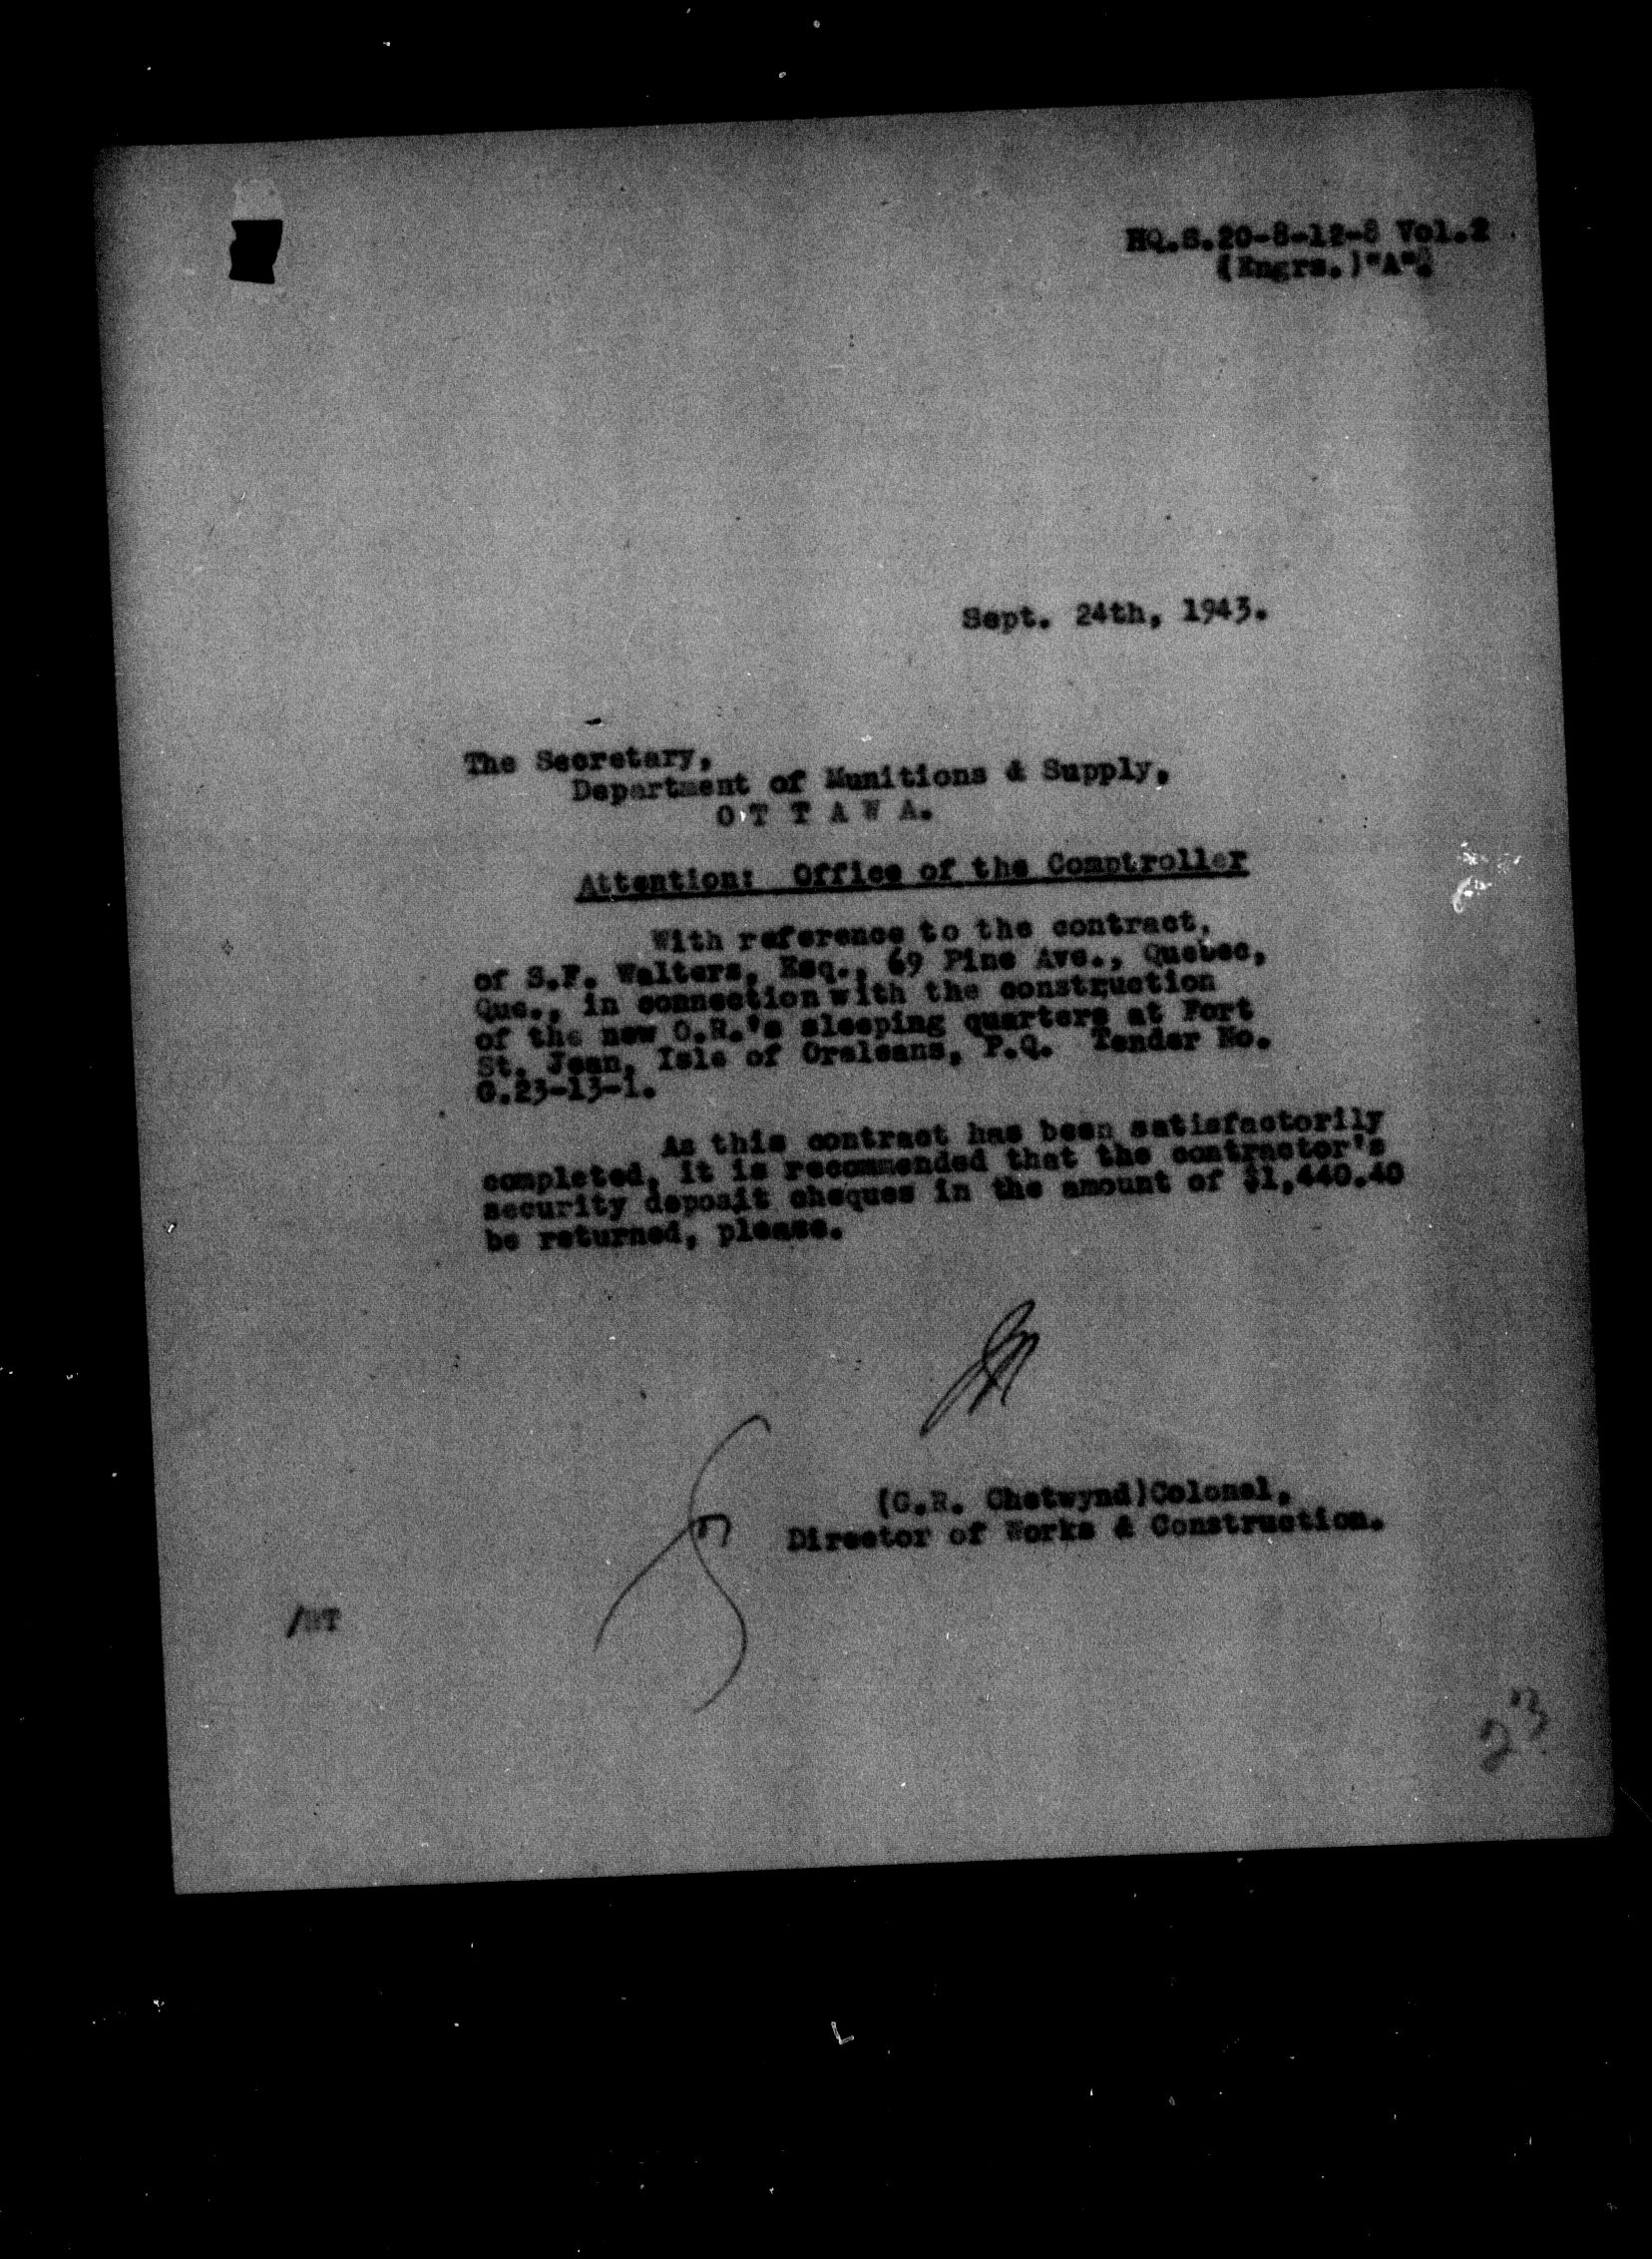 HQ.S.20-8-12-8 Vol.2
(Engrs.)"A".
Sept. 24th, 1943.
The Secretary,
Department of Munitions & Supply,
O T T A W A.
Attention: Office of the Comptroller
With reference to the contract,
of S.F. Walters, Esq., 69 Pine Ave., Quebec,
Que., in connection with the construction
of the new O.R.'s sleeping quarters at Fort
St. Jean, Isle of Oreleans, P.Q. Tender No.
G.23-13-1.
As this contract has been satisfactorily
completed, it is recommended that the contractor's
security deposit cheques in the amount of $1,440.40
be returned, please.
(G.R. Chetwynd)Colonel,
Director of Works & Construction.
23